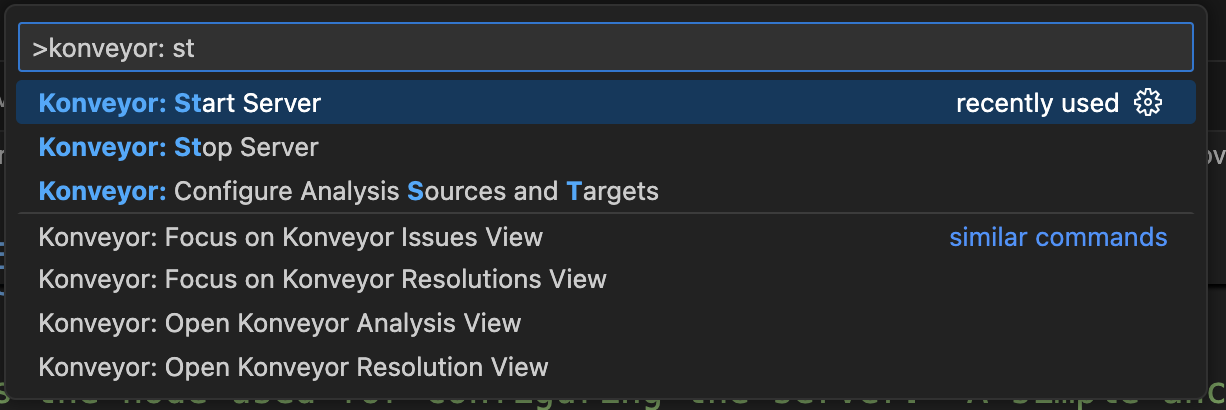 >konveyor: st
Konveyor: Start Server recently used
Konveyor: Stop Server
Konveyor: Configure Analysis Sources and Targets
Konveyor: Focus on Konveyor Issues View similar commands
Konveyor: Focus on Konveyor Resolutions View
Konveyor: Open Konveyor Analysis View
Konveyor: Open Konveyor Resolution View